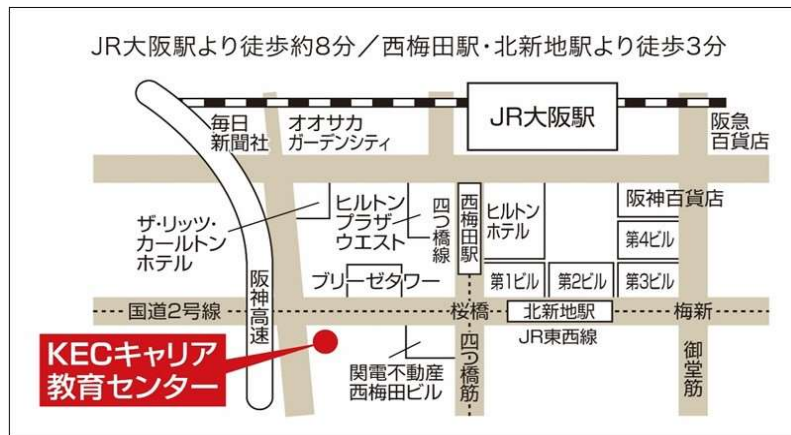 JR大阪駅より徒歩約8分／西梅田駅・北新地駅より徒歩3分
JR大阪駅
毎日
新聞社
オオサカ
ガーデンシティ
阪急
百貨店
ザ・リッツ・
カールトン
ホテル
ヒルトン
プラザ
ウエスト
四つ橋線
西梅田駅
ヒルトン
ホテル
阪神百貨店
第4ビル
ブリーゼタワー
第1ビル
第2ビル
第3ビル
国道2号線
阪神高速
桜橋
北新地駅
梅新
JR東西線
KECキャリア
教育センター
関電不動産
西梅田ビル
四つ橋筋
御堂筋